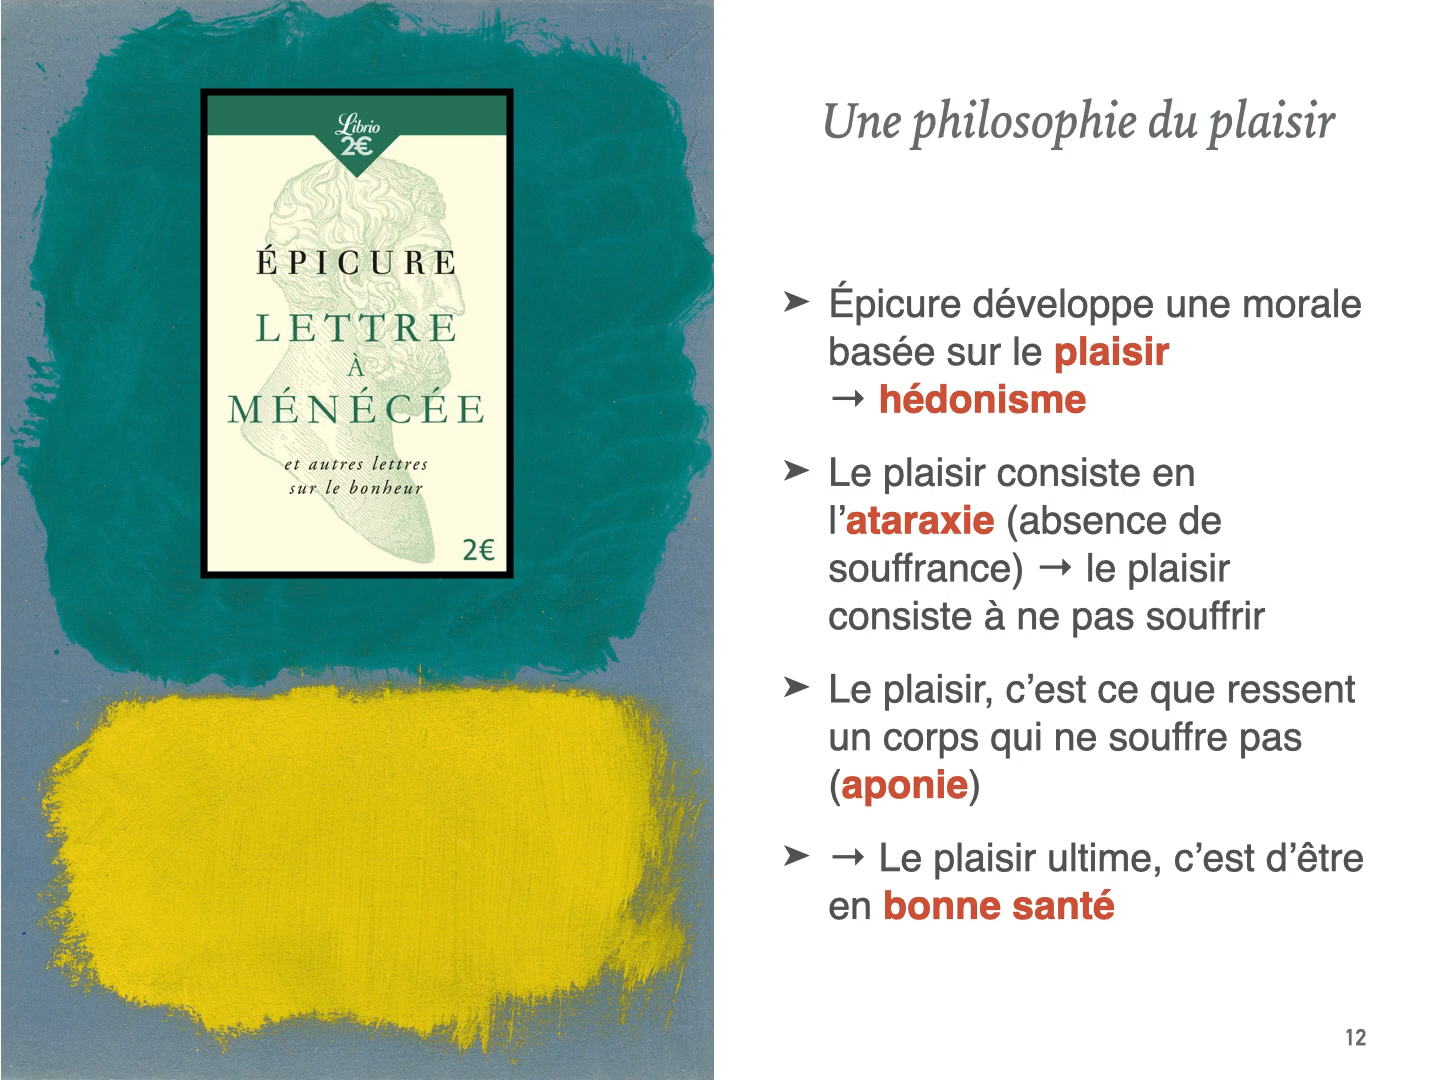 Librio
2€
ÉPICURE
LETTRE
À
MÉNÉCÉE
et autres lettres
sur le bonheur
2€
Une philosophie du plaisir
➤ Épicure développe une morale
basée sur le plaisir
→ hédonisme
➤ Le plaisir consiste en
l’ataraxie (absence de
souffrance) → le plaisir
consiste à ne pas souffrir
➤ Le plaisir, c’est ce que ressent
un corps qui ne souffre pas
(aponie)
➤ → Le plaisir ultime, c’est d’être
en bonne santé
12